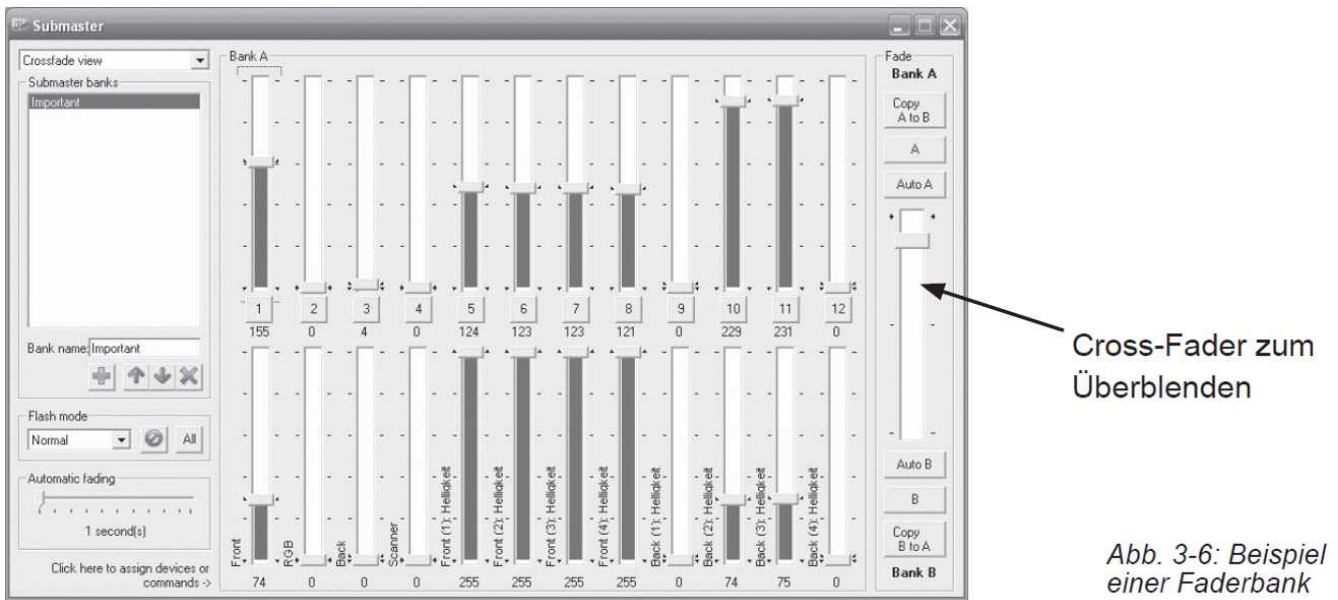 Submaster
Crossfade view
Submaster banks
Important
Bank name: Important
Flash mode
Normal
All
Automatic fading
1 second(s)
Click here to assign devices or
commands ->
Bank A
1 2 3 4 5 6 7 8 9 10 11 12
155 0 4 0 124 123 123 121 0 229 231 0
Front
RGB
Back
Scanner
Front (1): Helligkeit
Front (2): Helligkeit
Front (3): Helligkeit
Front (4): Helligkeit
Back (1): Helligkeit
Back (2): Helligkeit
Back (3): Helligkeit
Back (4): Helligkeit
74 0 0 0 255 255 255 255 0 74 75 0
Fade
Bank A
Copy
A to B
A
Auto A
Auto B
B
Copy
B to A
Bank B
Cross-Fader zum
Überblenden
Abb. 3-6: Beispiel
einer Faderbank